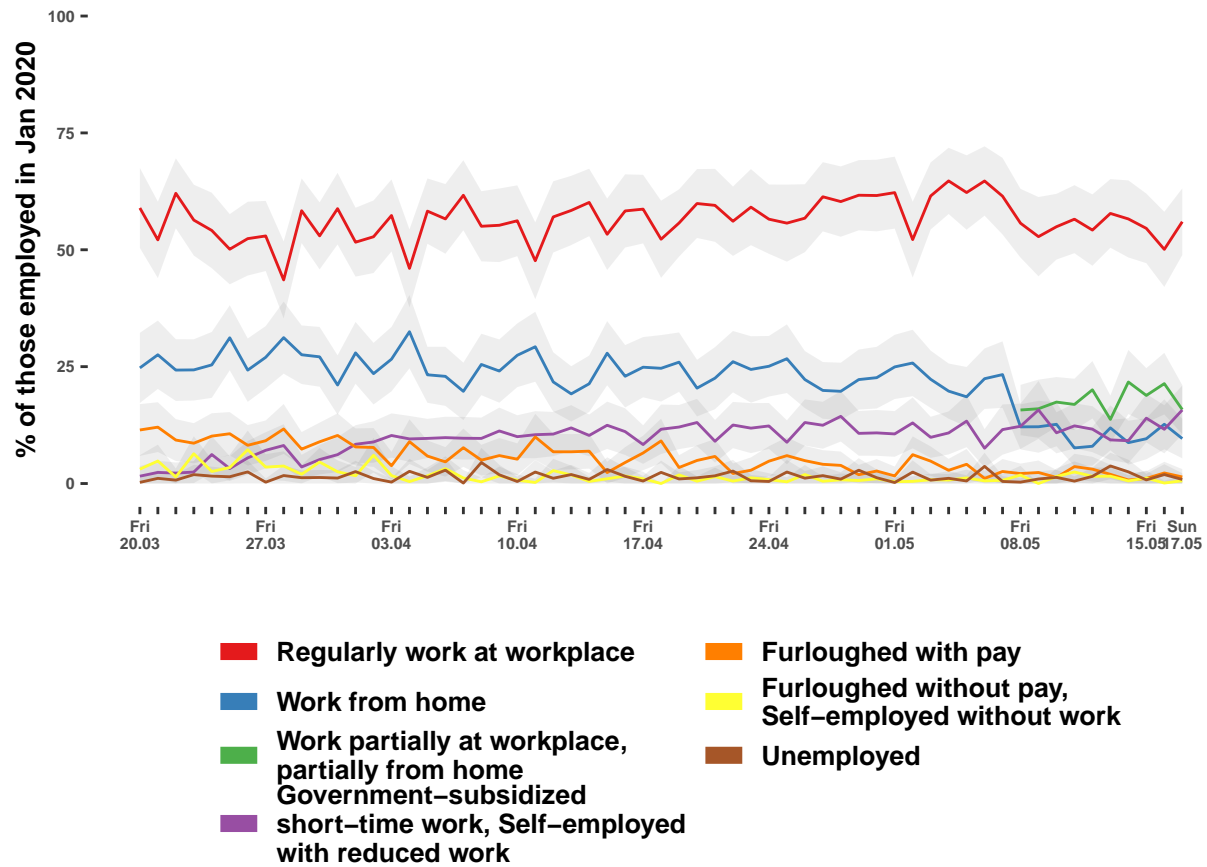 100
75
50
25
0
% of those employed in Jan 2020
Fri
20.03
Fri
27.03
Fri
03.04
Fri
10.04
Fri
17.04
Fri
24.04
Fri
01.05
Fri
08.05
Fri
15.05
Sun
17.05
Regularly work at workplace
Work from home
Work partially at workplace,
partially from home
Government−subsidized
short−time work, Self−employed
with reduced work
Furloughed with pay
Furloughed without pay,
Self−employed without work
Unemployed